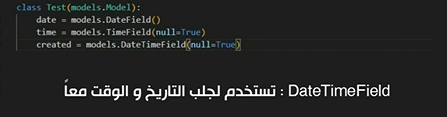 class Test(models.Model):
    date = models.DateField()
    time = models.TimeField(null=True)
    created = models.DateTimeField(null=True)
DateTimeField : تستخدم لجلب التاريخ و الوقت معاً